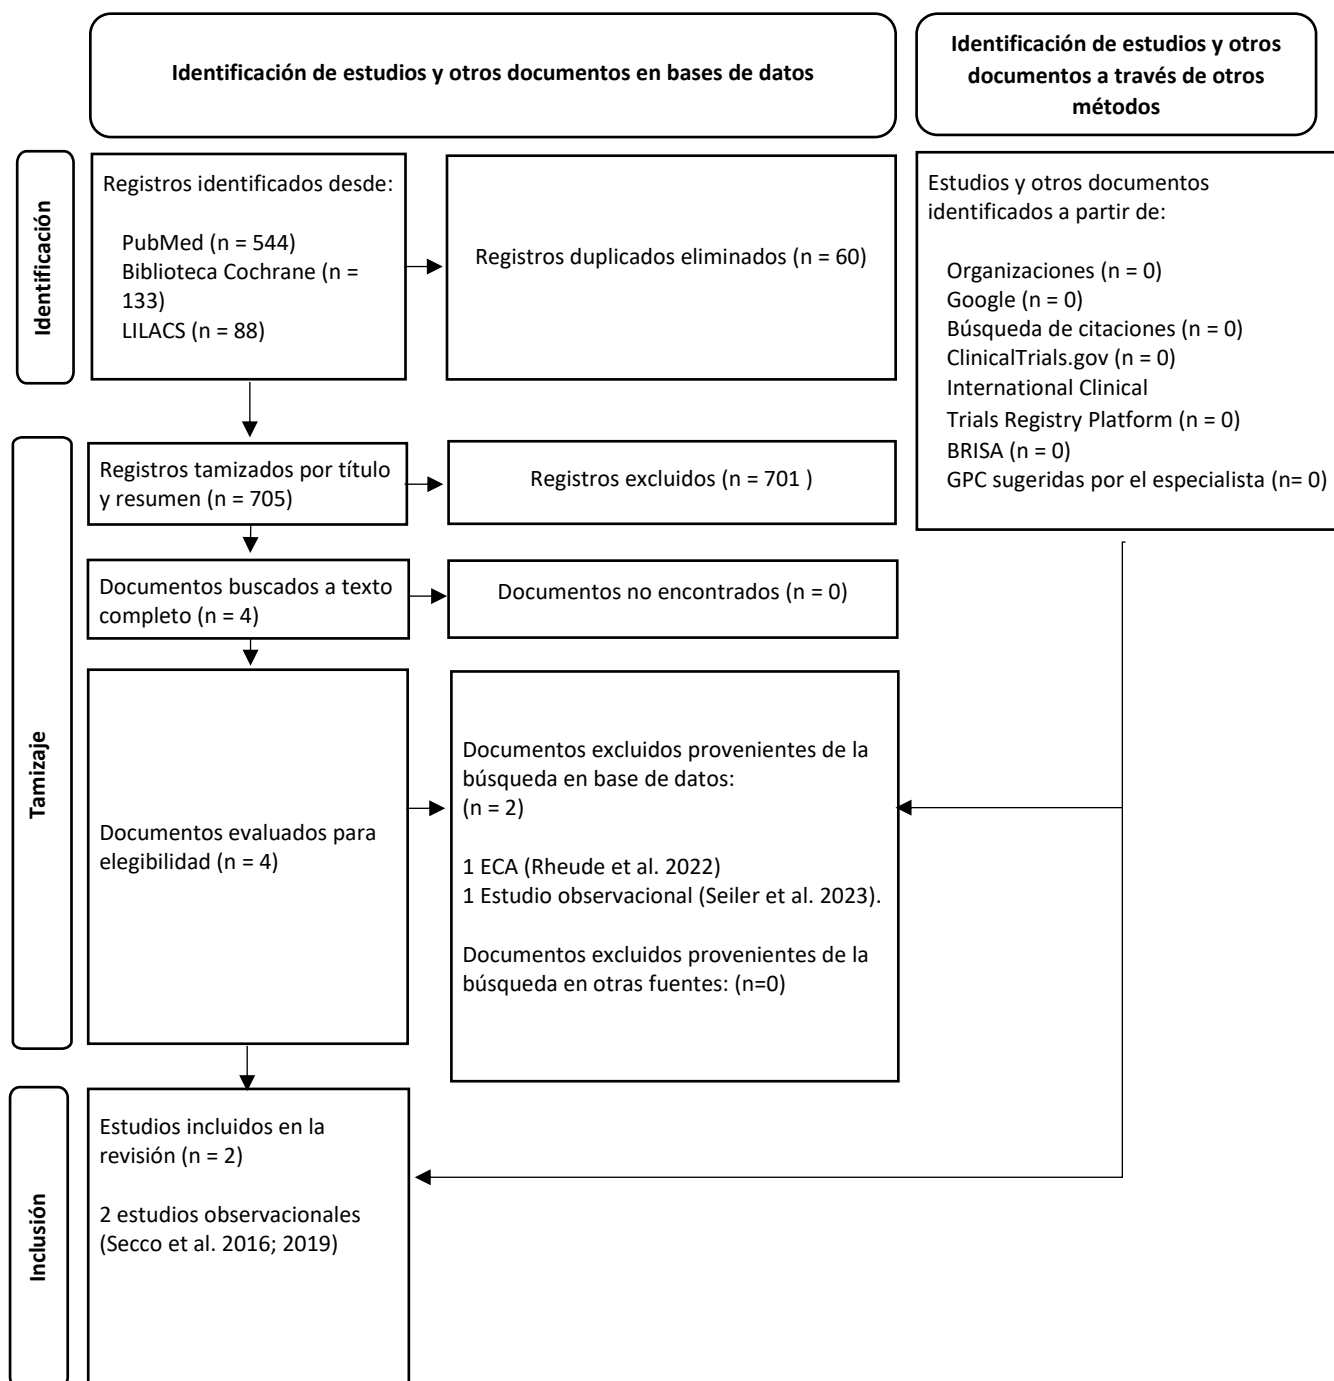 Identificación de estudios y otros documentos en bases de datos
Identificación de estudios y otros
documentos a través de otros
métodos
Identificación
Registros identificados desde:
PubMed (n = 544)
Biblioteca Cochrane (n =
133)
LILACS (n = 88)
Registros duplicados eliminados (n = 60)
Estudios y otros documentos
identificados a partir de:
Organizaciones (n = 0)
Google (n = 0)
Búsqueda de citaciones (n = 0)
ClinicalTrials.gov (n = 0)
International Clinical
Trials Registry Platform (n = 0)
BRISA (n = 0)
GPC sugeridas por el especialista (n= 0)
Tamizaje
Registros tamizados por título
y resumen (n = 705)
Registros excluidos (n = 701 )
Documentos buscados a texto
completo (n = 4)
Documentos no encontrados (n = 0)
Documentos evaluados para
elegibilidad (n = 4)
Documentos excluidos provenientes de la
búsqueda en base de datos:
(n = 2)
1 ECA (Rheude et al. 2022)
1 Estudio observacional (Seiler et al. 2023).
Documentos excluidos provenientes de la
búsqueda en otras fuentes: (n=0)
Inclusión
Estudios incluidos en la
revisión (n = 2)
2 estudios observacionales
(Secco et al. 2016; 2019)